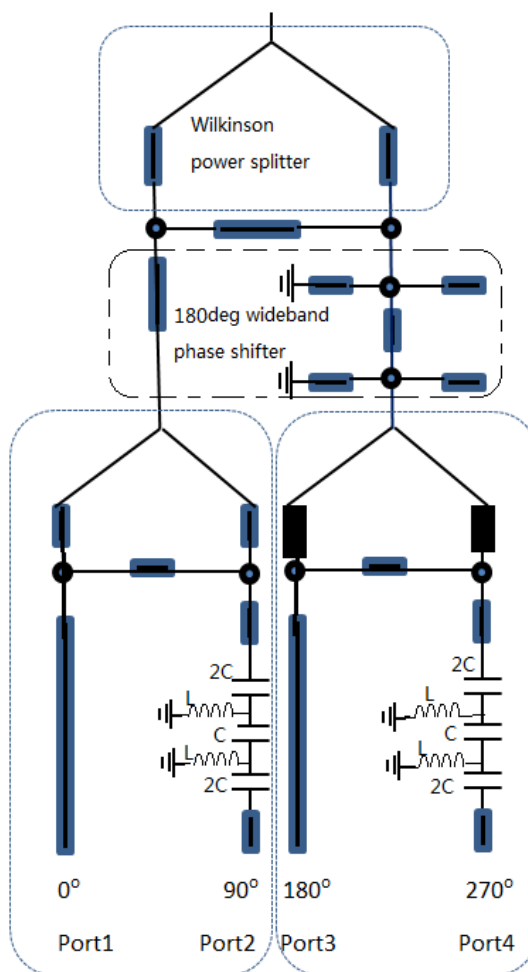 Wilkinson
power splitter
180deg wideband
phase shifter
2C
L
C
L
2C
2C
L
C
L
2C
0° 90° 180° 270°
Port1 Port2 Port3 Port4